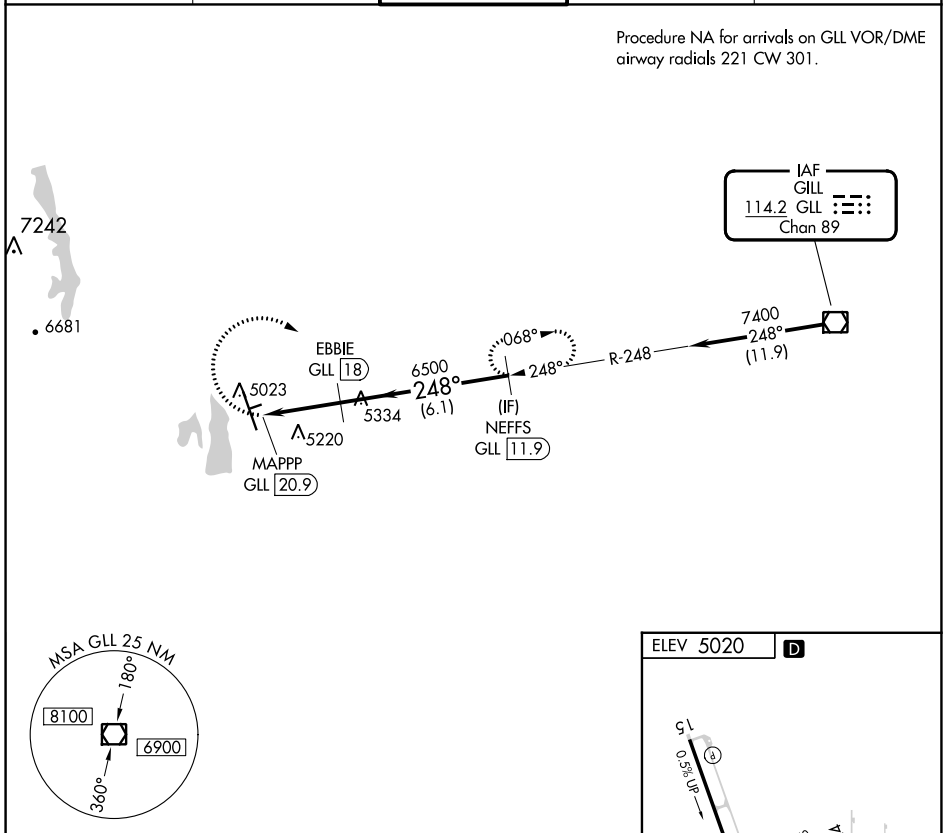 Procedure NA for arrivals on GLL VOR/DME
airway radials 221 CW 301.
IAF
GILL
114.2 GLL
Chan 89
7242
6681
7400
248°
(11.9)
R-248
068°
248°
EBBIE
GLL 18
6500
248°
(6.1)
5023
5334
5220
(IF)
NEFFS
GLL 11.9
MAPPP
GLL 20.9
MSA GLL 25 NM
180°
8100
6900
360°
ELEV 5020 D
15
0.5% UP
A